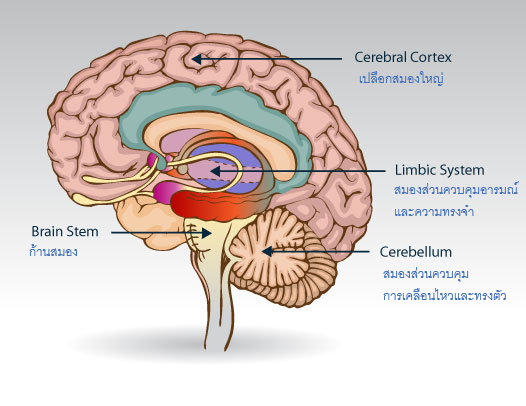 Cerebral Cortex
เปลือกสมองใหญ่
Limbic System
สมองส่วนควบคุมอารมณ์
และความทรงจำ
Brain Stem
ก้านสมอง
Cerebellum
สมองส่วนควบคุม
การเคลื่อนไหวและทรงตัว